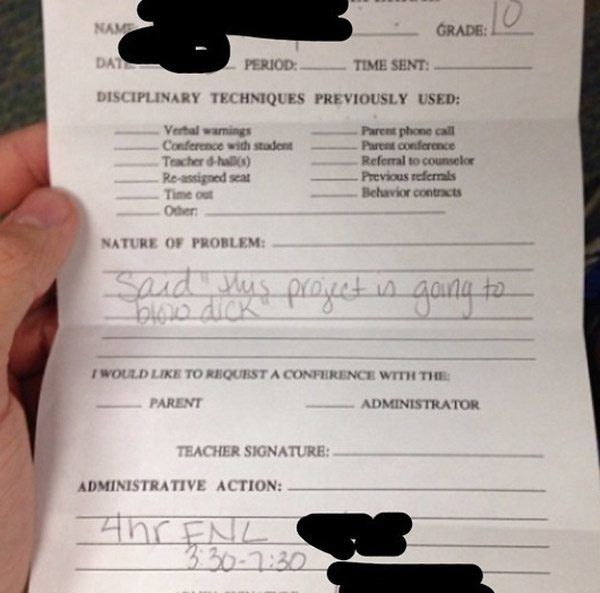 NAME
GRADE: 10
DATE PERIOD: TIME SENT:
DISCIPLINARY TECHNIQUES PREVIOUSLY USED:
Verbal warnings Parent phone call
Conference with student Parent conference
Teacher d-hall(s) Referral to counselor
Re-assigned seat Previous referrals
Time out Behavior contracts
Other:
NATURE OF PROBLEM:
Said "this project is going to
blow dick"
I WOULD LIKE TO REQUEST A CONFERENCE WITH THE:
PARENT ADMINISTRATOR
TEACHER SIGNATURE:
ADMINISTRATIVE ACTION:
4hr ENL
3:30-7:30